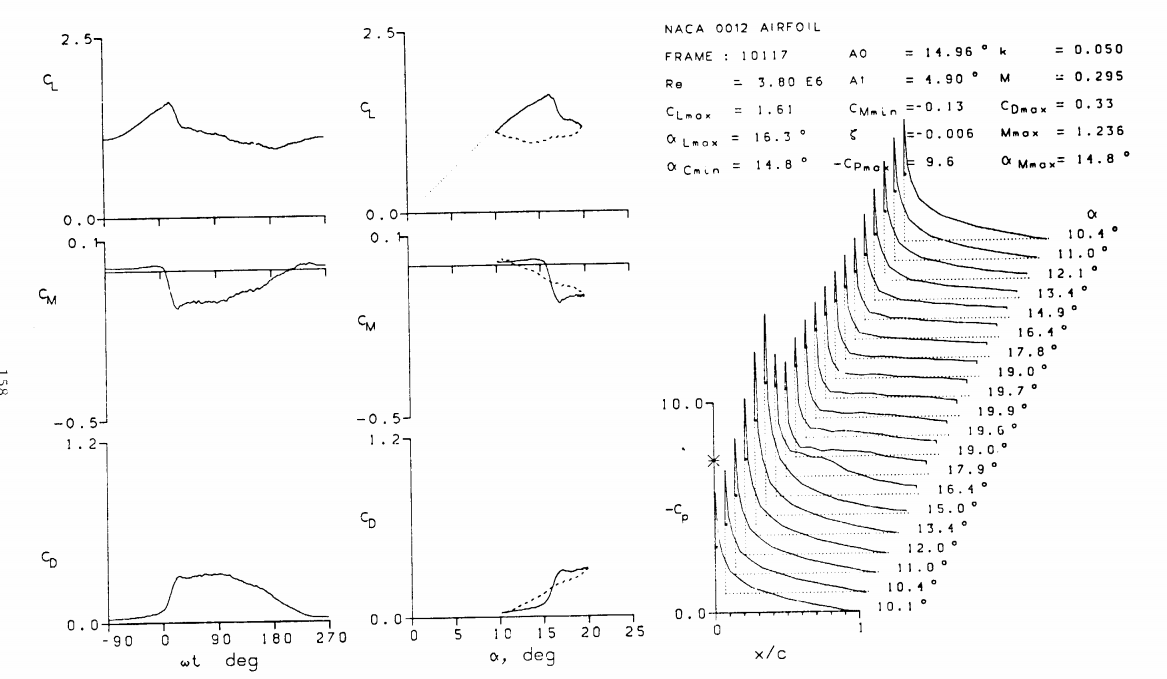 NACA 0012 AIRFOIL
FRAME : 10117 A0 = 14.96 ° k = 0.050
Re = 3.80 E6 A1 = 4.90 ° M = 0.295
CLmax = 1.61 CMmin =-0.13 CDmax = 0.33
αLmax = 16.3 ° ζ =-0.006 Mmax = 1.236
αCmin = 14.8 ° -CPmax = 9.6 αMmax= 14.8 °
2.5
CL
0.0
0.1
CM
-0.5
1.2
CD
0.0
-90 0 90 180 270
ωt deg
2.5
CL
0.0
0.1
CM
-0.5
1.2
CD
0.0
0 5 10 15 20 25
α, deg
α
10.4 °
11.0 °
12.1 °
13.4 °
14.9 °
16.4 °
17.8 °
19.0 °
19.7 °
19.9 °
19.6 °
19.0 °
17.9 °
16.4 °
15.0 °
13.4 °
12.0 °
11.0 °
10.4 °
10.1 °
10.0
-Cp
0.0
0 1
x/c
158